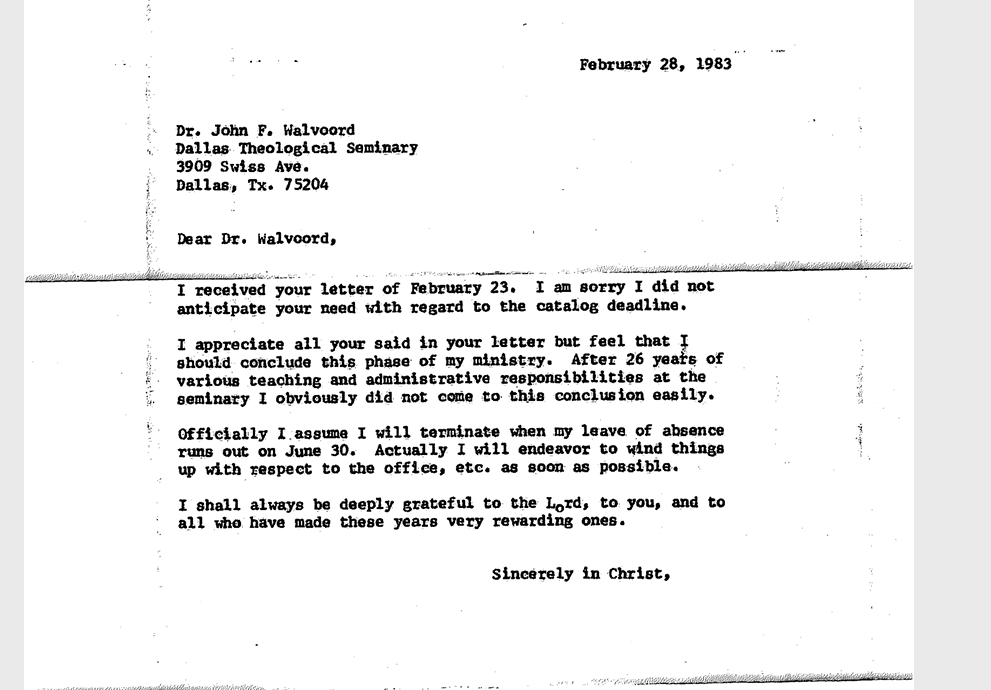 February 28, 1983
Dr. John F. Walvoord
Dallas Theological Seminary
3909 Swiss Ave.
Dallas, Tx. 75204
Dear Dr. Walvoord,
I received your letter of February 23.  I am sorry I did not
anticipate your need with regard to the catalog deadline.
I appreciate all your said in your letter but feel that I
should conclude this phase of my ministry.  After 26 years of
various teaching and administrative responsibilities at the
seminary I obviously did not come to this conclusion easily.
Officially I assume I will terminate when my leave of absence
runs out on June 30.  Actually I will endeavor to wind things
up with respect to the office, etc. as soon as possible.
I shall always be deeply grateful to the Lord, to you, and to
all who have made these years very rewarding ones.
Sincerely in Christ,